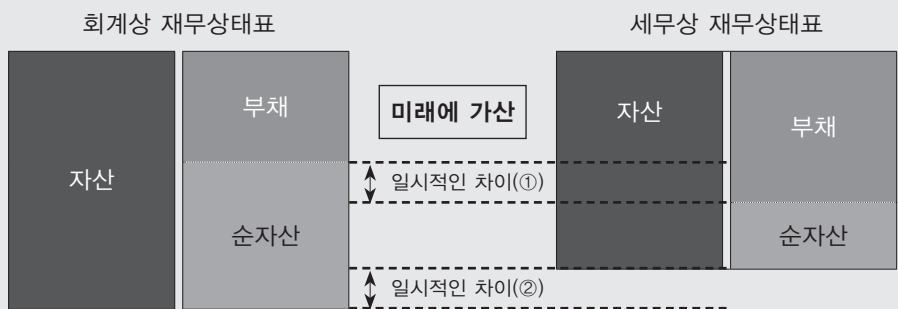 회계상 재무상태표
세무상 재무상태표
자산
부채
순자산
미래에 가산
일시적인 차이(①)
일시적인 차이(②)
자산
부채
순자산